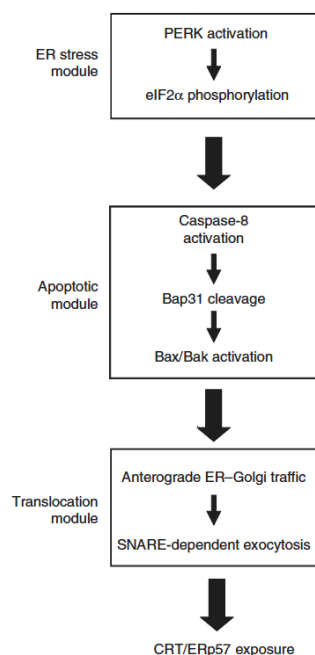 PERK activation
ER stress
module
eIF2α phosphorylation
Caspase-8
activation
Apoptotic
module
Bap31 cleavage
Bax/Bak activation
Anterograde ER–Golgi traffic
Translocation
module
SNARE-dependent exocytosis
CRT/ERp57 exposure